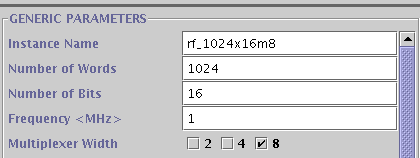 GENERIC PARAMETERS
Instance Name rf_1024x16m8
Number of Words 1024
Number of Bits 16
Frequency <MHz> 1
Multiplexer Width 2 4 8